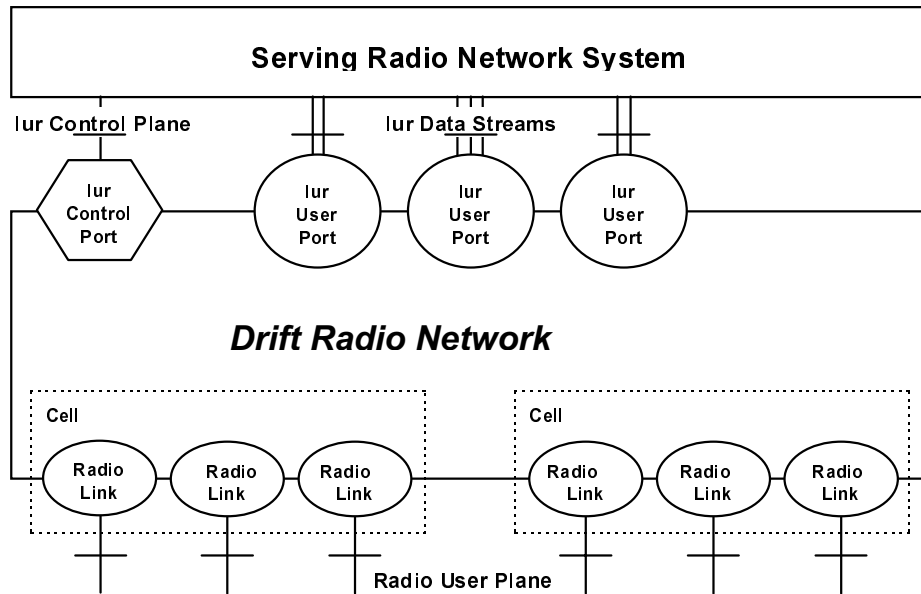 Serving Radio Network System
Iur Control Plane
Iur Data Streams
Iur
Control
Port
Iur
User
Port
Iur
User
Port
Iur
User
Port
Drift Radio Network
Cell
Radio
Link
Radio
Link
Radio
Link
Cell
Radio
Link
Radio
Link
Radio
Link
Radio User Plane